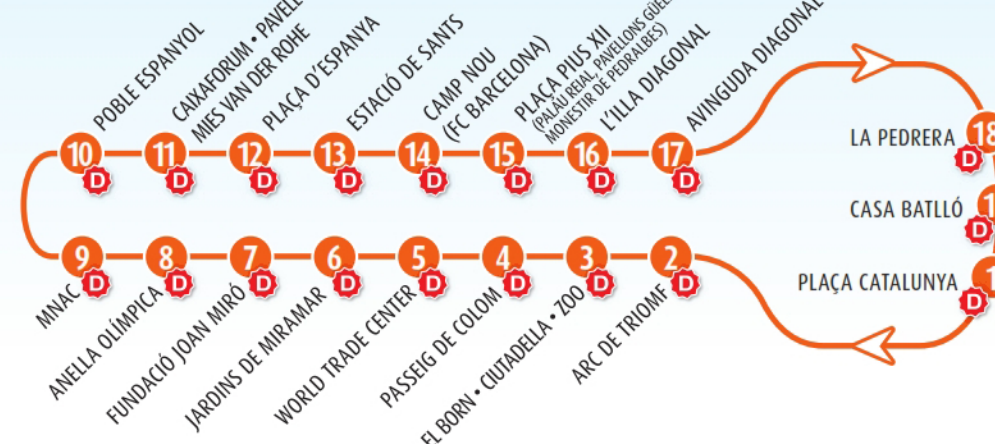 POBLE ESPANYOL
CAIXAFORUM •
MIES VAN DER ROHE
PLAÇA D'ESPANYA
ESTACIÓ DE SANTS
CAMP NOU
(FC BARCELONA)
PLAÇA PIUS XII
(PALAU REIAL, PAVELLONS GÜELL
MONESTIR DE PEDRALBES)
L'ILLA DIAGONAL
AVINGUDA DIAGONAL
10 11 12 13 14 15 16 17
D D D D D D D D
LA PEDRERA 18
D
CASA BATLLÓ
D
PLAÇA CATALUNYA 1
D
9 8 7 6 5 4 3 2
D D D D D D D D
MNAC
ANELLA OLÍMPICA
FUNDACIÓ JOAN MIRÓ
JARDINS DE MIRAMAR
WORLD TRADE CENTER
PASSEIG DE COLOM
EL BORN • CIUTADELLA • ZOO
ARC DE TRIOMF